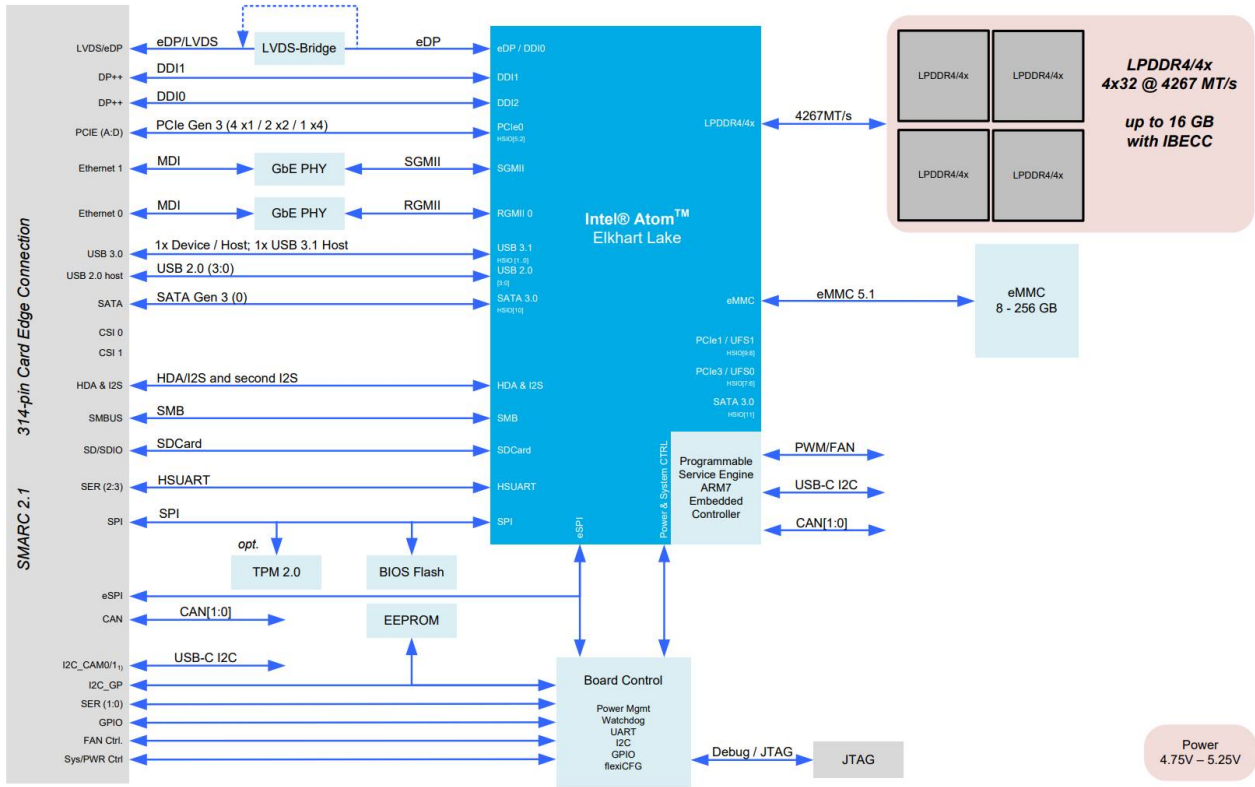 314-pin Card Edge Connection
SMARC 2.1
LVDS/eDP
eDP/LVDS
LVDS-Bridge
eDP
eDP / DDI0
DP++
DDI1
DDI1
DP++
DDI0
DDI2
PCIE (A:D)
PCIe Gen 3 (4 x1 / 2 x2 / 1 x4)
PCIe0
HSIO[5:2]
Ethernet 1
MDI
GbE PHY
SGMII
SGMII
Ethernet 0
MDI
GbE PHY
RGMII
RGMII 0
USB 3.0
1x Device / Host; 1x USB 3.1 Host
USB 3.1
HSIO [1..0]
USB 2.0 host
USB 2.0 (3:0)
USB 2.0
[3:0]
SATA
SATA Gen 3 (0)
SATA 3.0
HSIO[10]
CSI 0
CSI 1
HDA & I2S
HDA/I2S and second I2S
HDA & I2S
SMBUS
SMB
SMB
SD/SDIO
SDCard
SDCard
SER (2:3)
HSUART
HSUART
SPI
SPI
SPI
opt.
TPM 2.0
BIOS Flash
eSPI
CAN
CAN[1:0]
EEPROM
I2C_CAM0/1 1)
USB-C I2C
I2C_GP
SER (1:0)
GPIO
FAN Ctrl.
Sys/PWR Ctrl
Intel® Atom™
Elkhart Lake
LPDDR4/4x
4267MT/s
LPDDR4/4x
LPDDR4/4x
LPDDR4/4x
LPDDR4/4x
LPDDR4/4x
4x32 @ 4267 MT/s
up to 16 GB
with IBECC
eMMC
eMMC 5.1
eMMC
8 - 256 GB
PCIe1 / UFS1
HSIO[9:8]
PCIe3 / UFS0
HSIO[7:6]
SATA 3.0
HSIO[11]
eSPI
Power & System CTRL
Programmable
Service Engine
ARM7
Embedded
Controller
PWM/FAN
USB-C I2C
CAN[1:0]
Board Control
Power Mgmt
Watchdog
UART
I2C
GPIO
flexiCFG
Debug / JTAG
JTAG
Power
4.75V – 5.25V